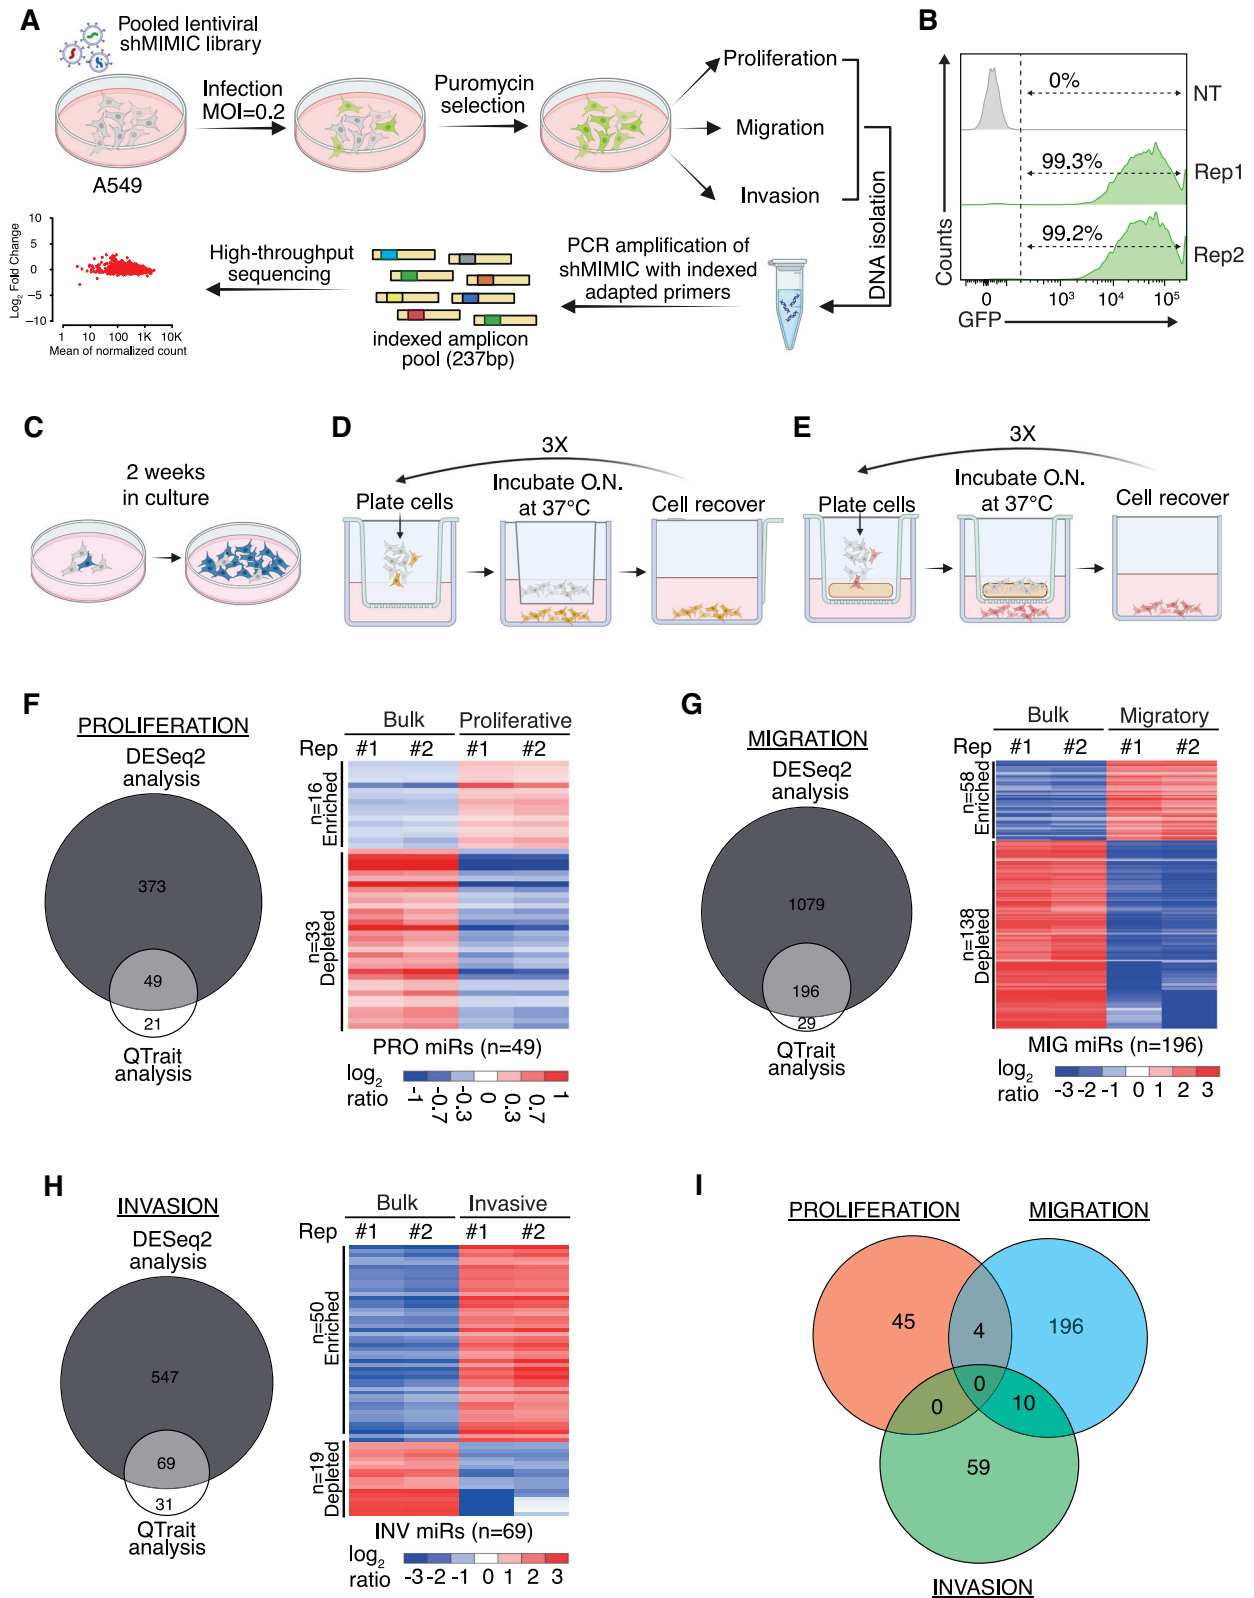 A
Pooled lentiviral
shMIMIC library
Infection
MOI=0.2
Puromycin
selection
Proliferation
Migration
Invasion
A549
DNA isolation
PCR amplification of
shMIMIC with indexed
adapted primers
High-throughput
sequencing
indexed amplicon
pool (237bp)
Log2 Fold Change
10
5
0
−5
−10
1 10 100 1K 10K
Mean of normalized count
B
0%
NT
99.3%
Rep1
99.2%
Rep2
Counts
0 10³ 10⁴ 10⁵
GFP
C
2 weeks
in culture
D
3X
Plate cells
Incubate O.N.
at 37°C
Cell recover
E
3X
Plate cells
Incubate O.N.
at 37°C
Cell recover
F
PROLIFERATION
DESeq2
analysis
373
49
21
QTrait
analysis
Bulk Proliferative
Rep #1 #2 #1 #2
n=16
Enriched
n=33
Depleted
PRO miRs (n=49)
log2
ratio
-1 -0.7 -0.3 0 0.3 0.7 1
G
MIGRATION
DESeq2
analysis
1079
196
29
QTrait
analysis
Bulk Migratory
Rep #1 #2 #1 #2
n=58
Enriched
n=138
Depleted
MIG miRs (n=196)
log2
ratio
-3 -2 -1 0 1 2 3
H
INVASION
DESeq2
analysis
547
69
31
QTrait
analysis
Bulk Invasive
Rep #1 #2 #1 #2
n=50
Enriched
n=19
Depleted
INV miRs (n=69)
log2
ratio
-3 -2 -1 0 1 2 3
I
PROLIFERATION MIGRATION
45
4
196
0
0
10
59
INVASION